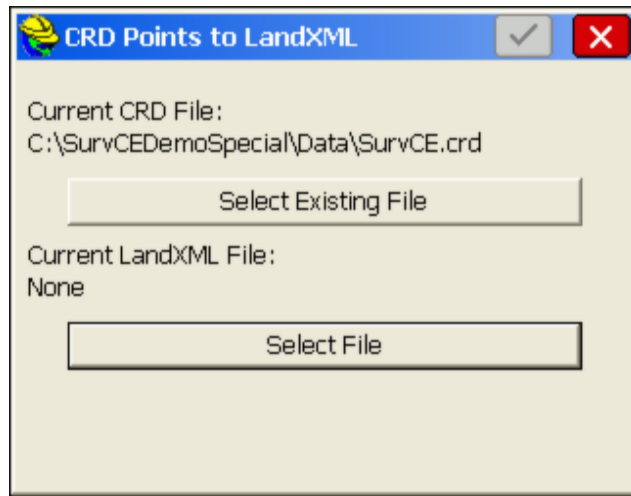 CRD Points to LandXML
Current CRD File:
C:\SurvCEDemoSpecial\Data\SurvCE.crd
Select Existing File
Current LandXML File:
None
Select File